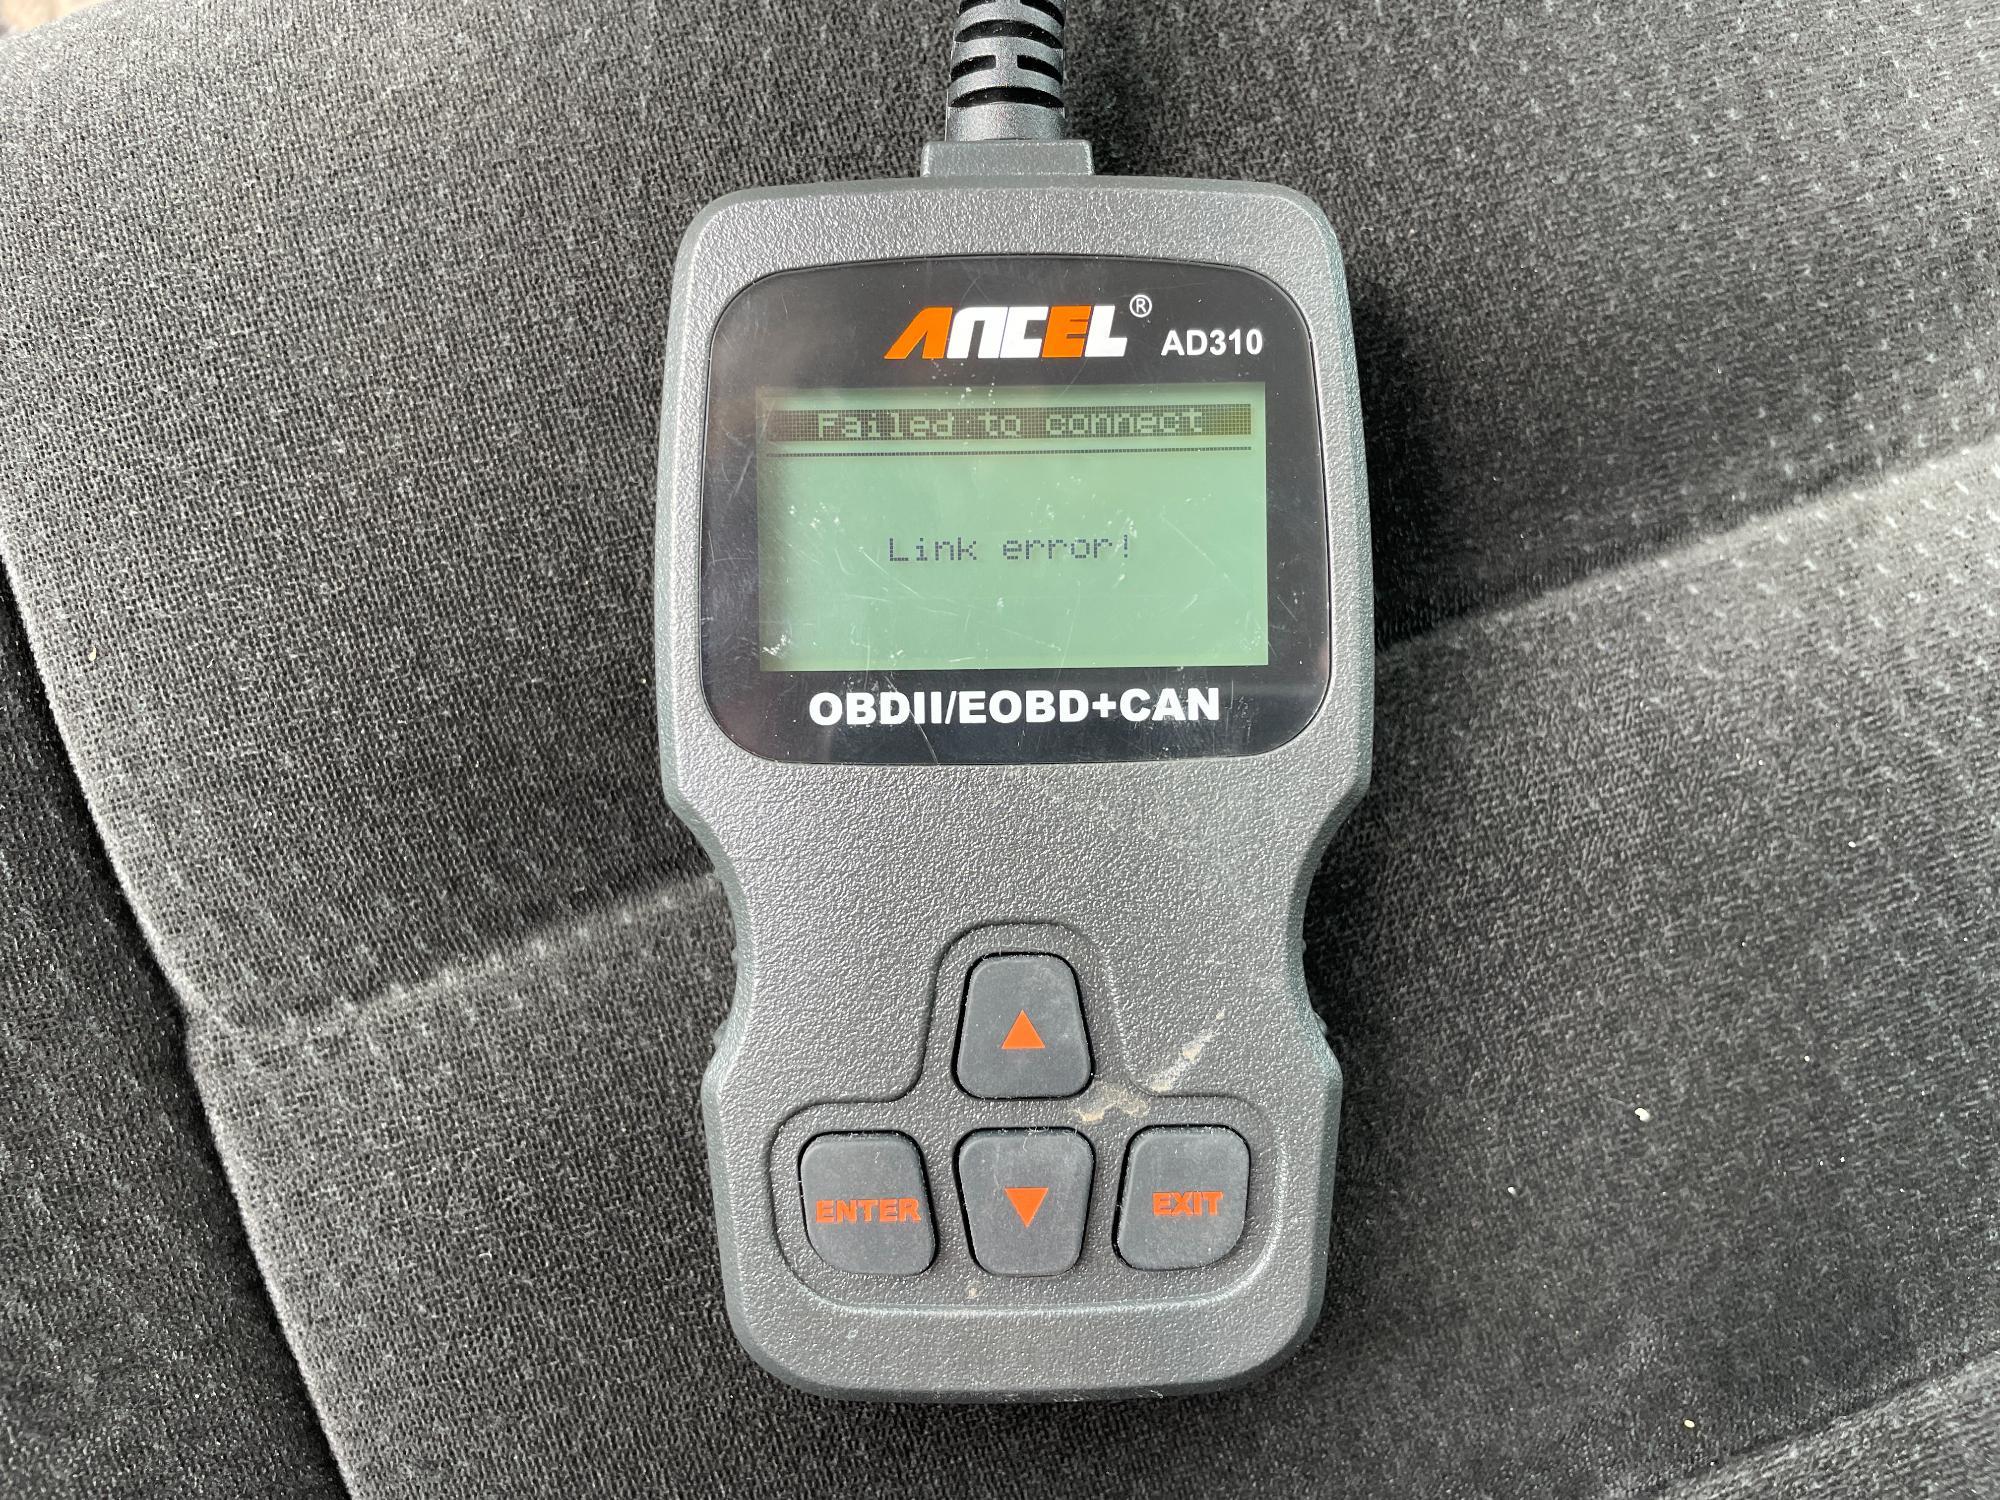 ANCEL® AD310
Failed to connect
Link error!
OBDII/EOBD+CAN
ENTER
EXIT